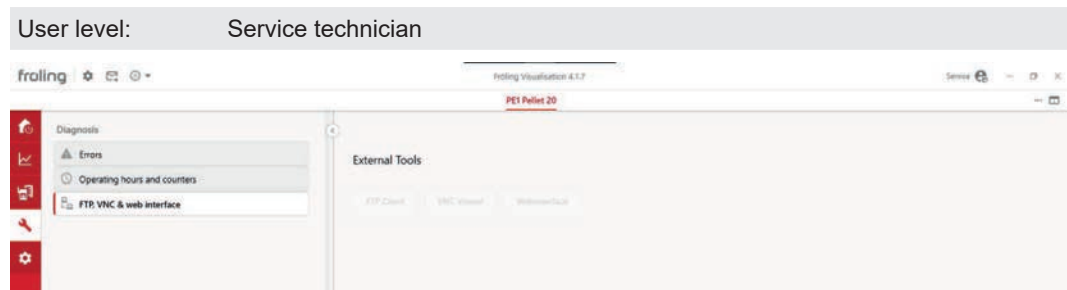 User level: Service technician
froling
Fröling Visualisation 4.1.7
Service
PE1 Pellet 20
Diagnosis
Errors
Operating hours and counters
FTP, VNC & web interface
External Tools
FTP Client VNC Viewer Webinterface